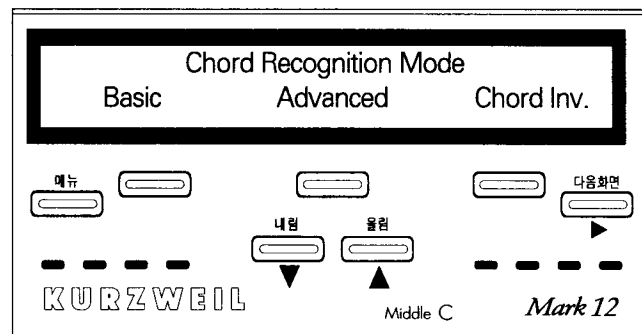 Chord Recognition Mode
Basic Advanced Chord Inv.
메뉴 다음화면
내림 올림
KURZWEIL Middle C Mark 12